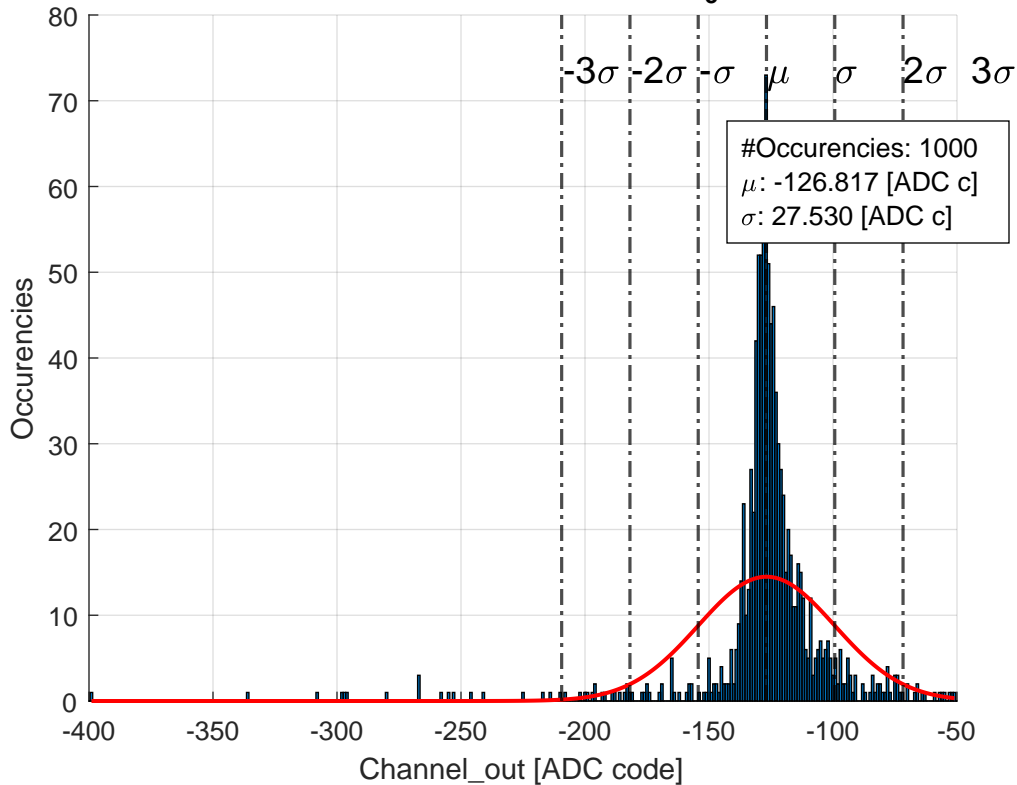 80
70
60
50
40
30
20
10
0
-3σ -2σ -σ μ σ 2σ 3σ
#Occurencies: 1000
μ: -126.817 [ADC c]
σ: 27.530 [ADC c]
Occurencies
-400 -350 -300 -250 -200 -150 -100 -50
Channel_out [ADC code]